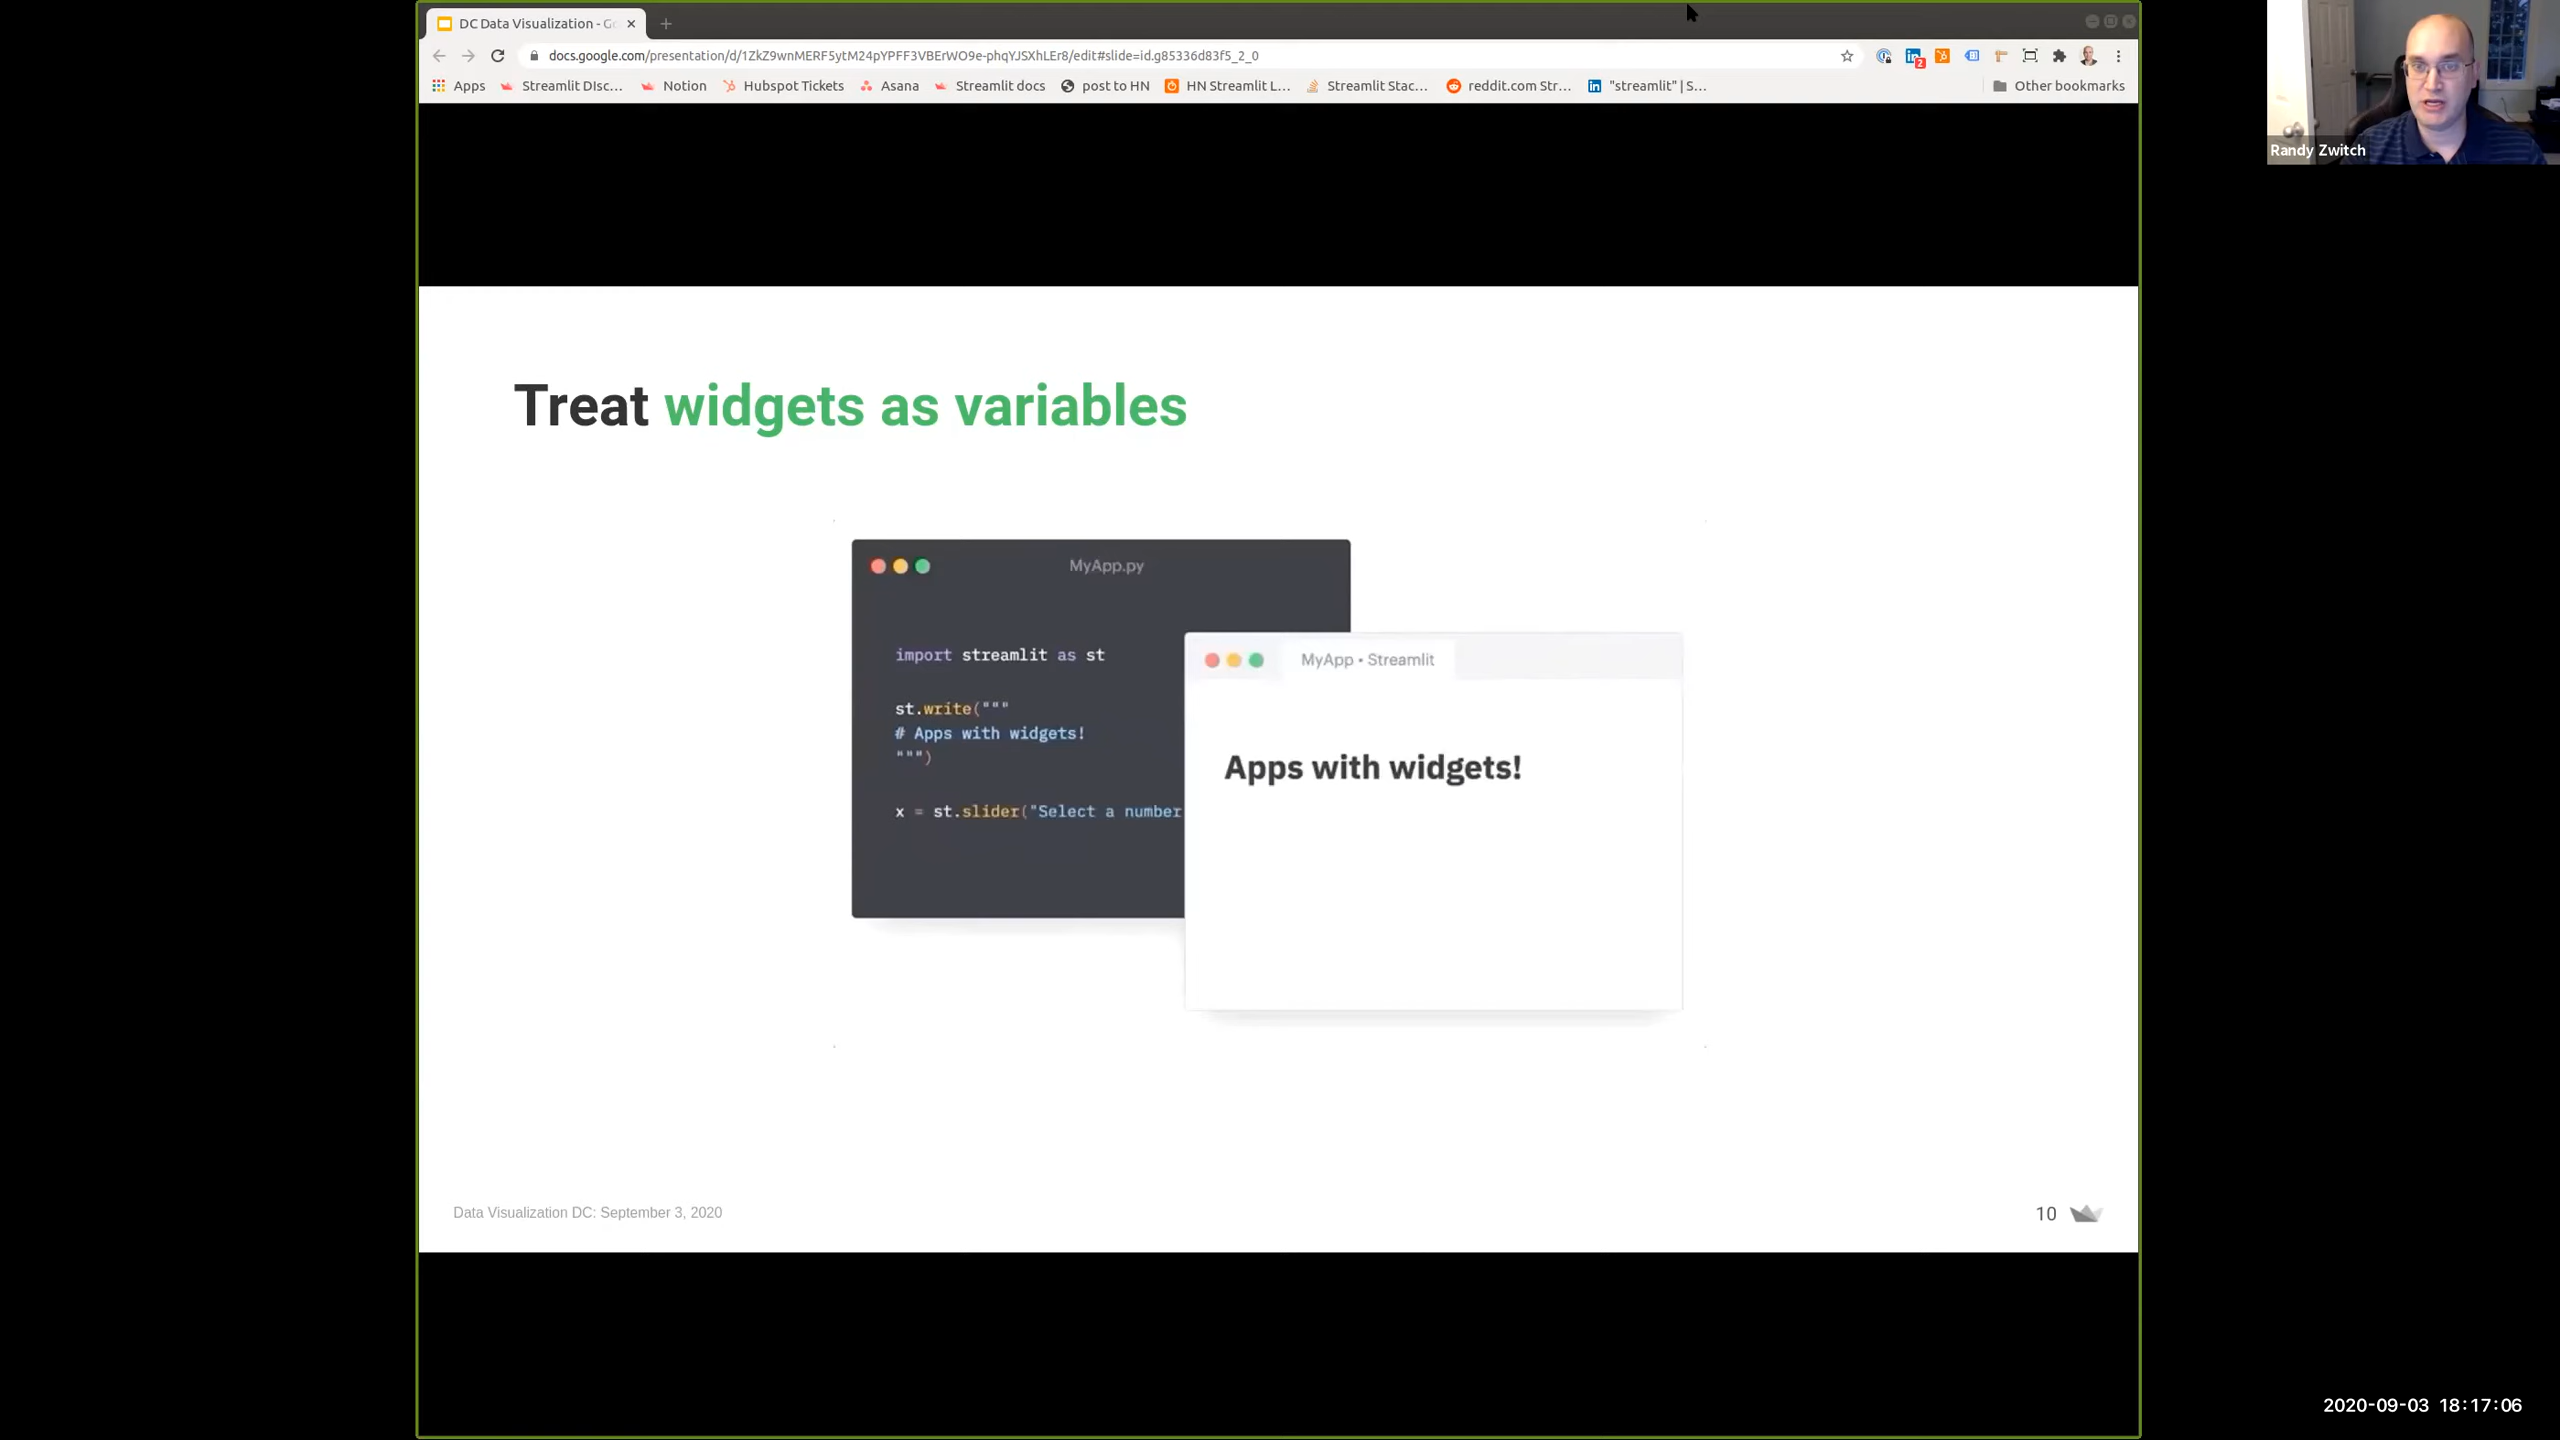 DC Data Visualization - Go
docs.google.com/presentation/d/1ZkZ9wnMERF5ytM24pYPFF3VBErWO9e-phqYJSXhLEr8/edit#slide=id.g85336d83f5_2_0
2
Apps Streamlit DIsc... Notion Hubspot Tickets Asana Streamlit docs post to HN HN Streamlit L... Streamlit Stac... reddit.com Str... "streamlit" | S... Other bookmarks
Randy Zwitch
Treat widgets as variables
MyApp.py
import streamlit as st
st.write("""
# Apps with widgets!
""")
x = st.slider("Select a number
MyApp • Streamlit
Apps with widgets!
Data Visualization DC: September 3, 2020
10
2020-09-03 18:17:06